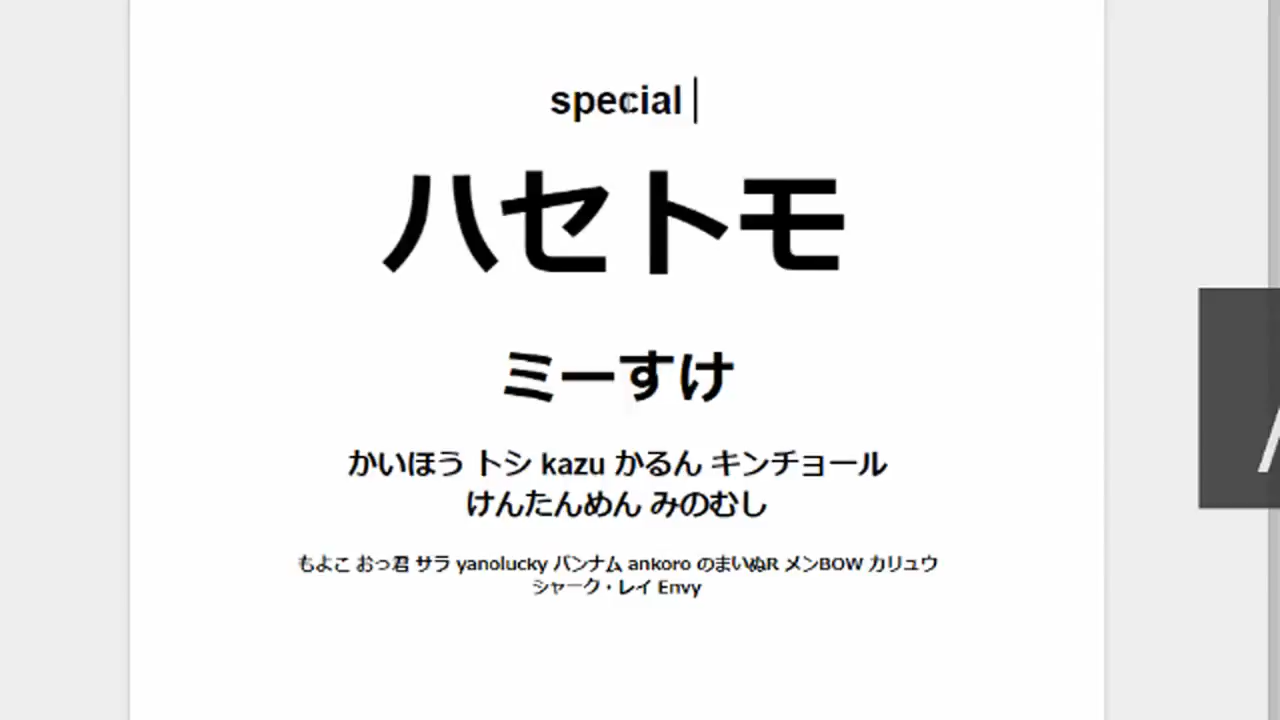 special
ハセトモ
ミーすけ
かいほう トシ kazu かるん キンチョール
けんたんめん みのむし
もよこ おっ君 サラ yanolucky バンナム ankoro のまいぬR メンBOW カリュウ
シャーク・レイ Envy